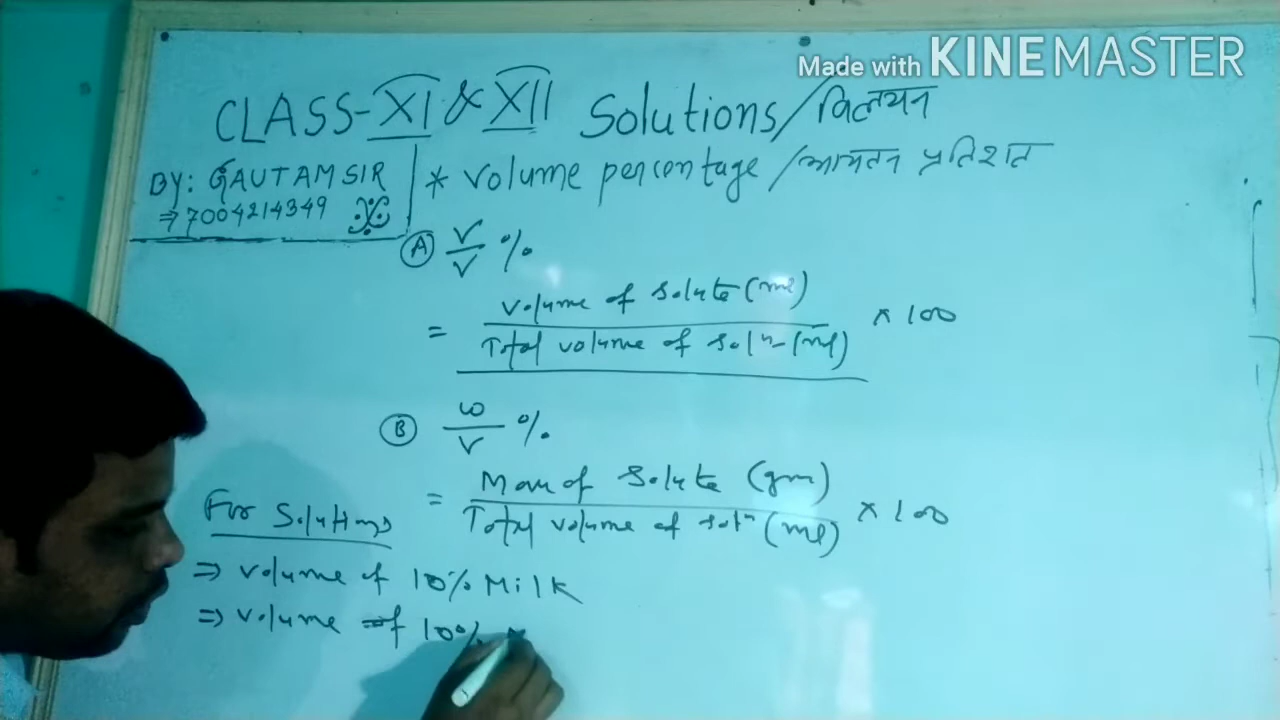 Made with KINEMASTER
CLASS-XI & XII Solutions/विलयन
BY: GAUTAM SIR
⇒ 7004214349
* Volume percentage /आयतन प्रतिशत
(A) V/V %
= Volume of Solute (ml) / Total volume of solⁿ (ml) × 100
(B) w/V %
= Mass of Solute (gm) / Total volume of solⁿ (ml) × 100
For Solutions
⇒ Volume of 10% Milk
⇒ Volume of 10%